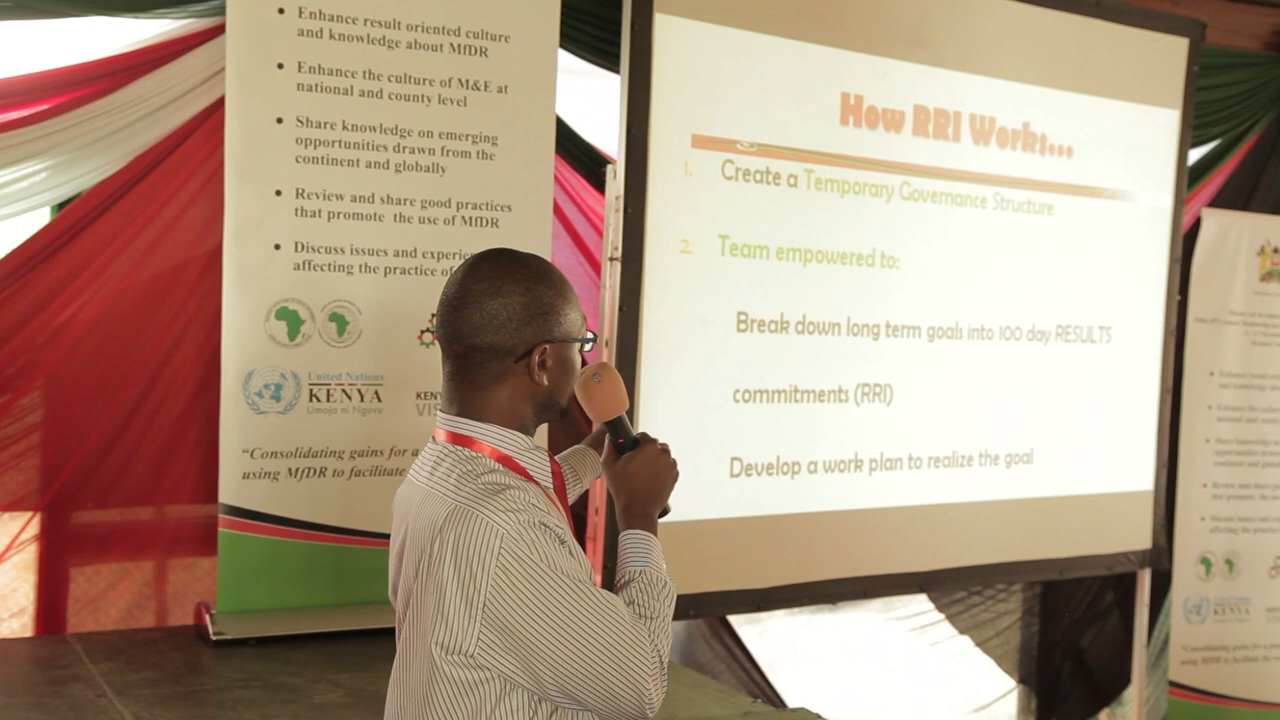 Enhance result oriented culture
and knowledge about MfDR
Enhance the culture of M&E at
national and county level
Share knowledge on emerging
opportunities drawn from the
continent and globally
Review and share good practices
that promote the use of MfDR
Discuss issues and
affecting the practice of
United Nations
KENYA
Umoja ni Nguvu
"Consolidating gains for a
using MfDR to facilitate
How RRI Works...
1. Create a Temporary Governance Structure
2. Team empowered to:
Break down long term goals into 100 day RESULTS
commitments (RRI)
Develop a work plan to realize the goal